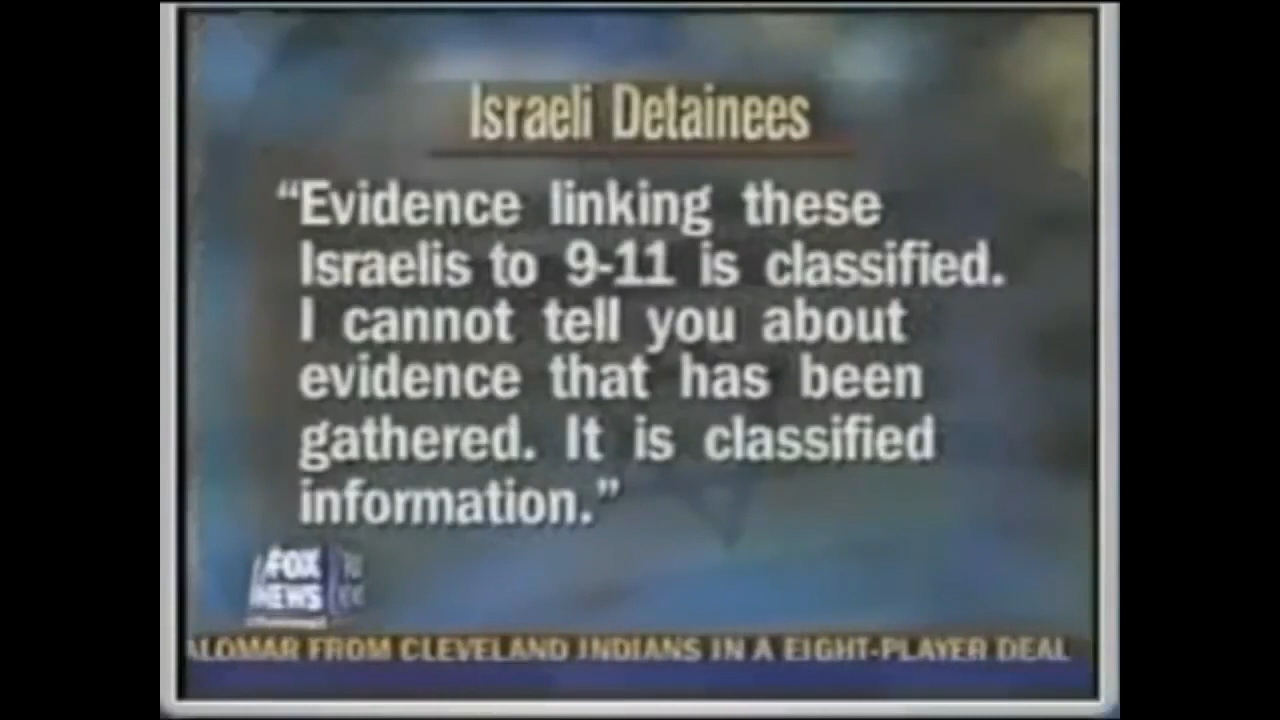 Israeli Detainees
“Evidence linking these
Israelis to 9-11 is classified.
I cannot tell you about
evidence that has been
gathered. It is classified
information.”
FOX
NEWS
ALOMAR FROM CLEVELAND INDIANS IN A EIGHT-PLAYER DEAL